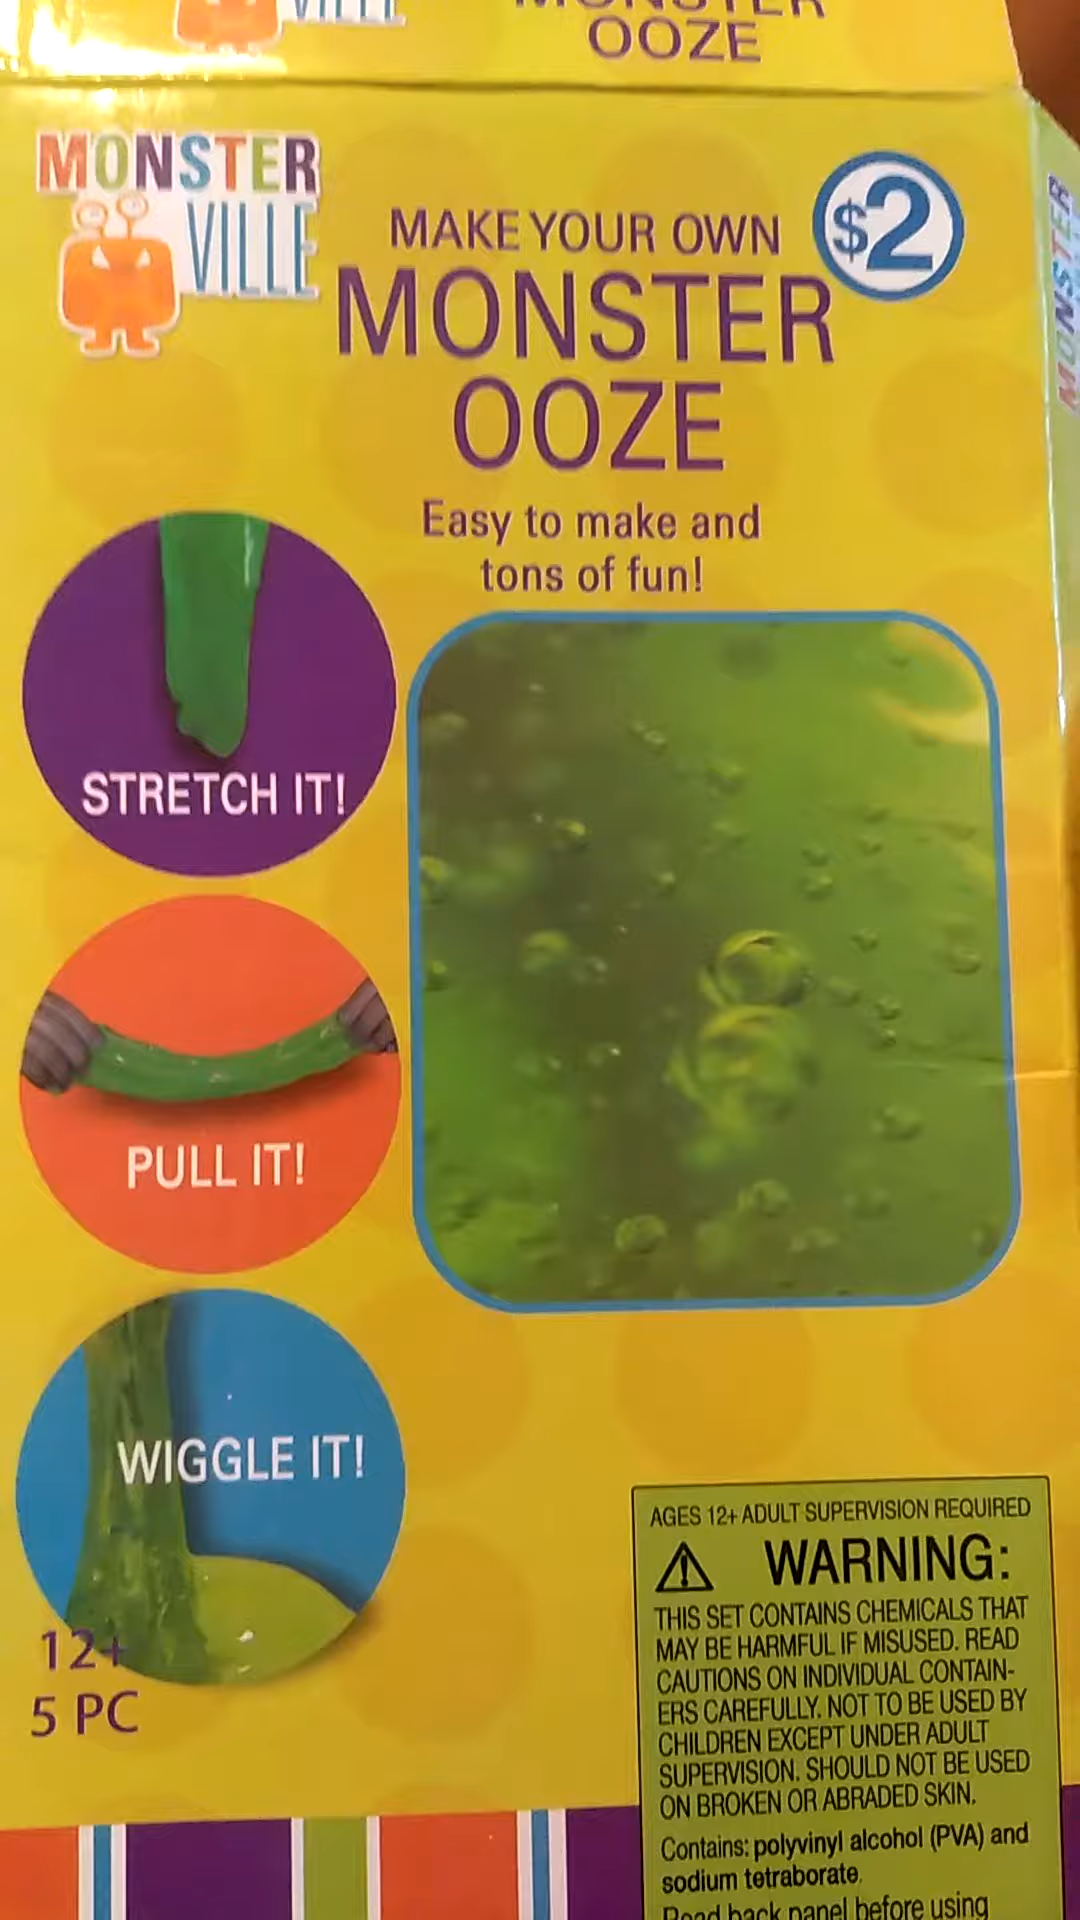 VILLE
MONSTER
OOZE
MONSTER
VILLE
MAKE YOUR OWN
$2
MONSTER
OOZE
Easy to make and
tons of fun!
STRETCH IT!
PULL IT!
WIGGLE IT!
12+
5 PC
AGES 12+ ADULT SUPERVISION REQUIRED
WARNING:
THIS SET CONTAINS CHEMICALS THAT
MAY BE HARMFUL IF MISUSED. READ
CAUTIONS ON INDIVIDUAL CONTAIN-
ERS CAREFULLY. NOT TO BE USED BY
CHILDREN EXCEPT UNDER ADULT
SUPERVISION. SHOULD NOT BE USED
ON BROKEN OR ABRADED SKIN.
Contains: polyvinyl alcohol (PVA) and
sodium tetraborate.
Read back panel before using
MONSTER